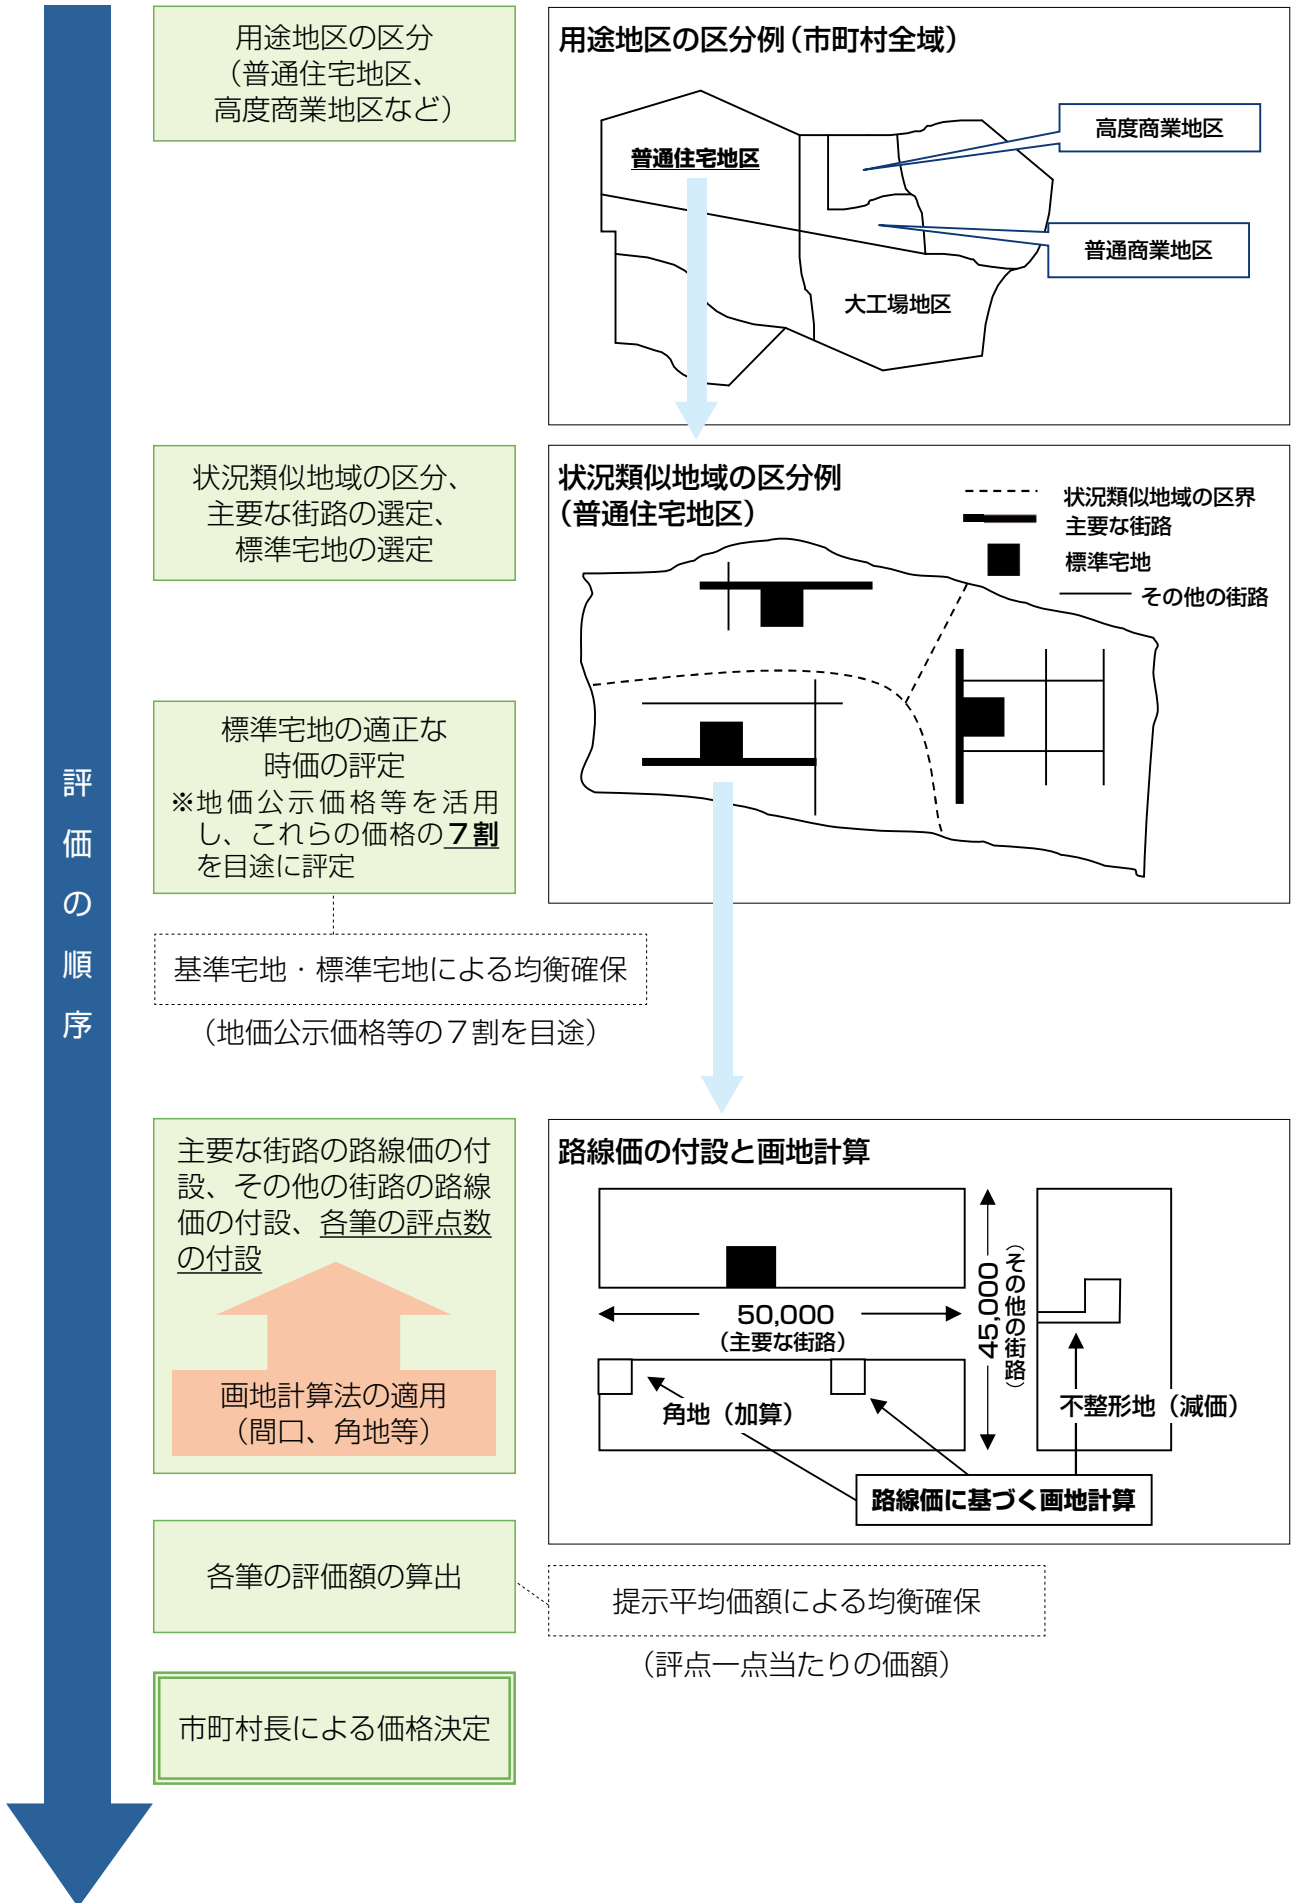 評価の順序
用途地区の区分
（普通住宅地区、
高度商業地区など）
用途地区の区分例（市町村全域）
普通住宅地区
高度商業地区
普通商業地区
大工場地区
状況類似地域の区分、
主要な街路の選定、
標準宅地の選定
状況類似地域の区分例
（普通住宅地区）
状況類似地域の区界
主要な街路
標準宅地
その他の街路
標準宅地の適正な
時価の評定
※地価公示価格等を活用
し、これらの価格の７割
を目途に評定
基準宅地・標準宅地による均衡確保
（地価公示価格等の７割を目途）
主要な街路の路線価の付
設、その他の街路の路線
価の付設、各筆の評点数
の付設
画地計算法の適用
（間口、角地等）
路線価の付設と画地計算
50,000
（主要な街路）
45,000
（その他の街路）
角地（加算）
不整形地（減価）
路線価に基づく画地計算
各筆の評価額の算出
提示平均価額による均衡確保
（評点一点当たりの価額）
市町村長による価格決定